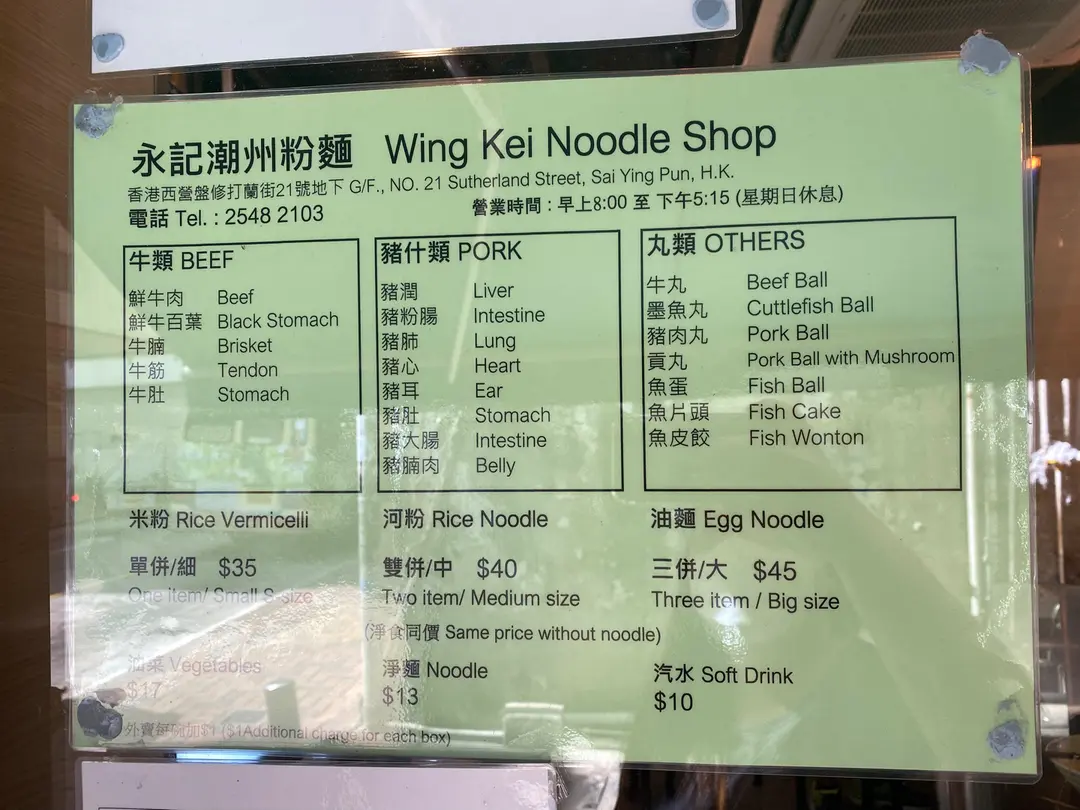 永記潮州粉麵 Wing Kei Noodle Shop
香港西營盤修打蘭街21號地下 G/F., NO. 21 Sutherland Street, Sai Ying Pun, H.K.
電話 Tel. : 2548 2103 營業時間 : 早上8:00 至 下午5:15 (星期日休息)
牛類 BEEF
鮮牛肉 Beef
鮮牛百葉 Black Stomach
牛腩 Brisket
牛筋 Tendon
牛肚 Stomach
豬什類 PORK
豬潤 Liver
豬粉腸 Intestine
豬肺 Lung
豬心 Heart
豬耳 Ear
豬肚 Stomach
豬大腸 Intestine
豬腩肉 Belly
丸類 OTHERS
牛丸 Beef Ball
墨魚丸 Cuttlefish Ball
豬肉丸 Pork Ball
貢丸 Pork Ball with Mushroom
魚蛋 Fish Ball
魚片頭 Fish Cake
魚皮餃 Fish Wonton
米粉 Rice Vermicelli 河粉 Rice Noodle 油麵 Egg Noodle
單併/細 $35 雙併/中 $40 三併/大 $45
One item/ Small S-size Two item/ Medium size Three item / Big size
(淨食同價 Same price without noodle)
油菜 Vegetables 淨麵 Noodle 汽水 Soft Drink
$17 $13 $10
外賣每碗加$1 ($1Additional charge for each box)